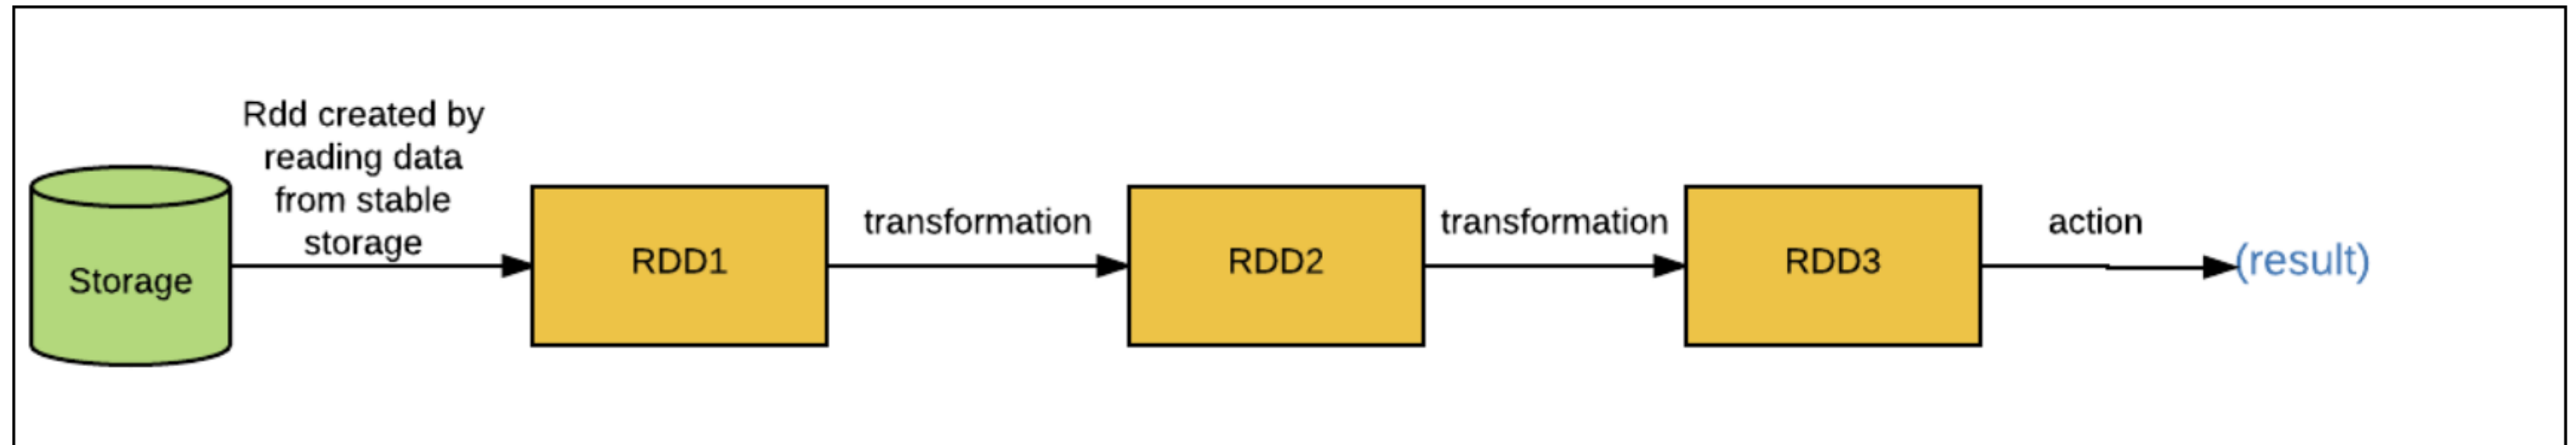 Rdd created by
reading data
from stable
storage
Storage
RDD1
transformation
RDD2
transformation
RDD3
action
(result)